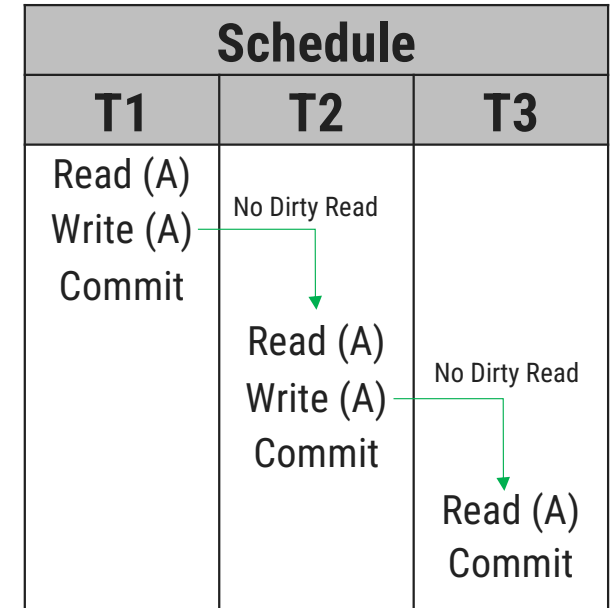 Schedule
T1 T2 T3
Read (A)
No Dirty Read
Write (A)
Commit
Read (A)
No Dirty Read
Write (A)
Commit
Read (A)
Commit